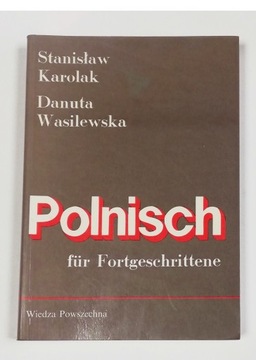 Stanisław
Karolak
Danuta
Wasilewska
Polnisch
für Fortgeschrittene
Wiedza Powszechna